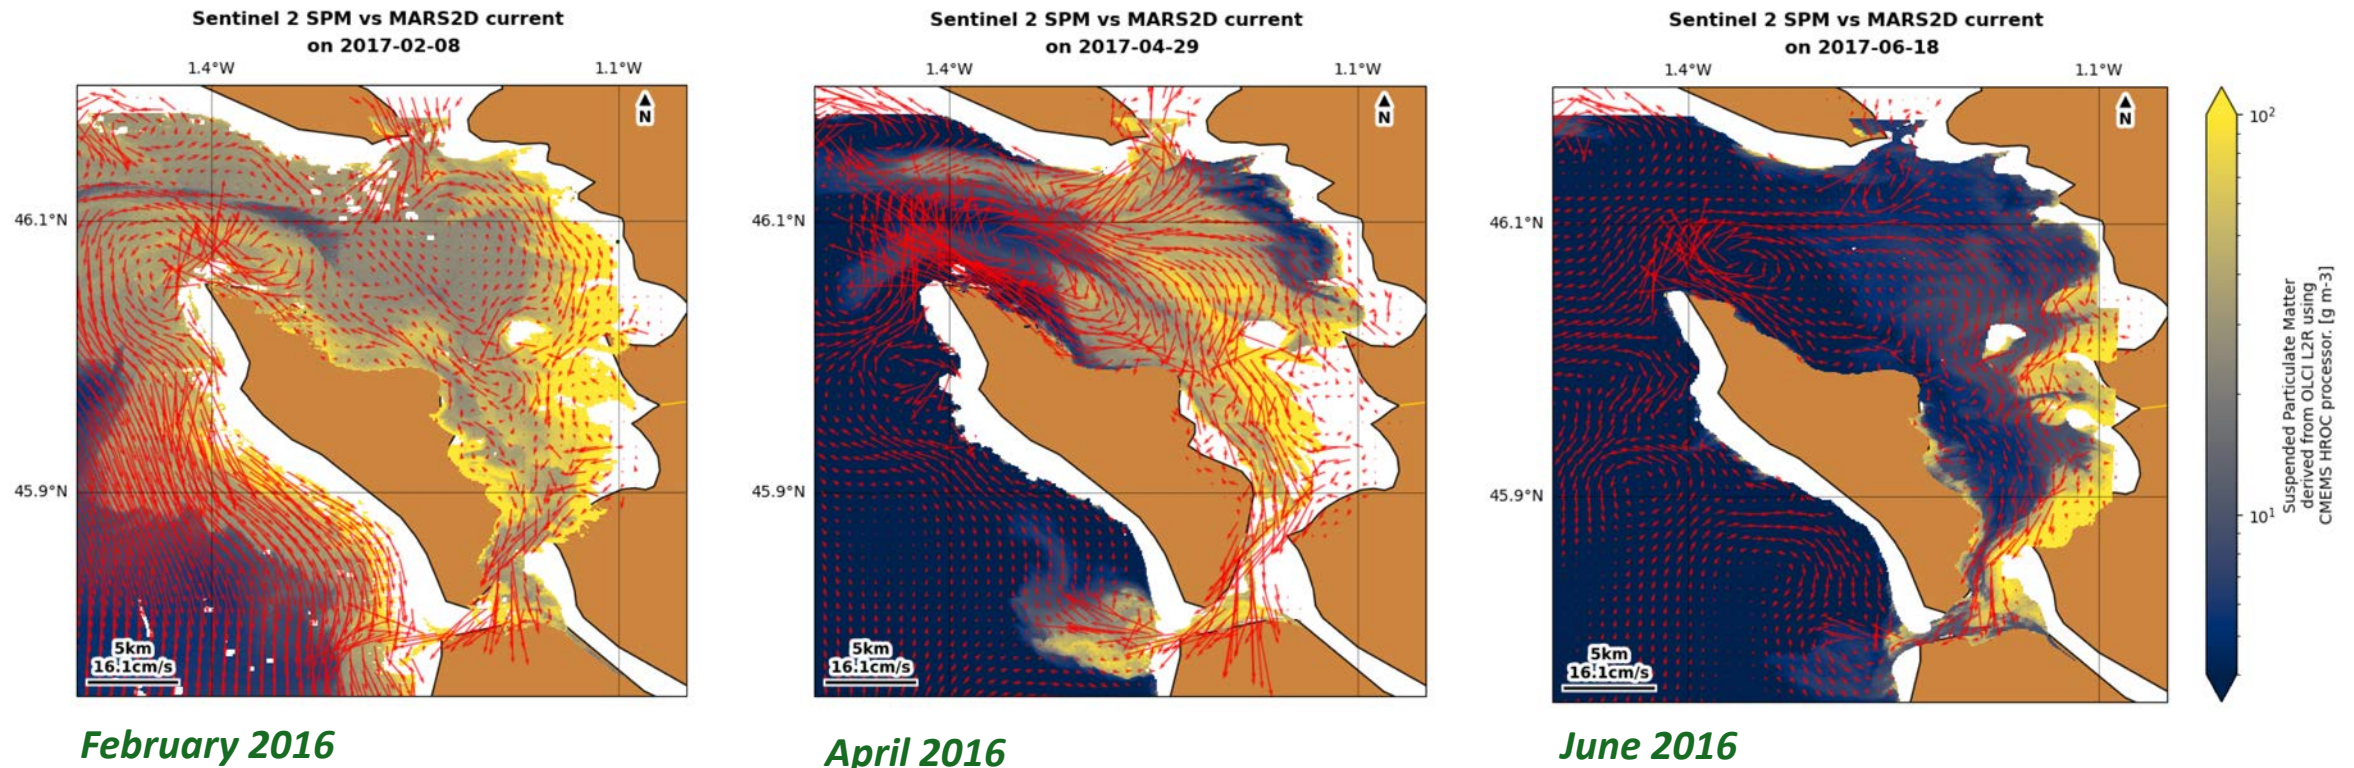 Sentinel 2 SPM vs MARS2D current
on 2017-02-08
1.4°W
1.1°W
N
46.1°N
45.9°N
5km
16.1cm/s
February 2016
Sentinel 2 SPM vs MARS2D current
on 2017-04-29
1.4°W
1.1°W
N
46.1°N
45.9°N
5km
16.1cm/s
April 2016
Sentinel 2 SPM vs MARS2D current
on 2017-06-18
1.4°W
1.1°W
N
46.1°N
45.9°N
5km
16.1cm/s
June 2016
10²
10¹
Suspended Particulate Matter
derived from OLCI L2R using
CMEMS HROC processor. [g m-3]